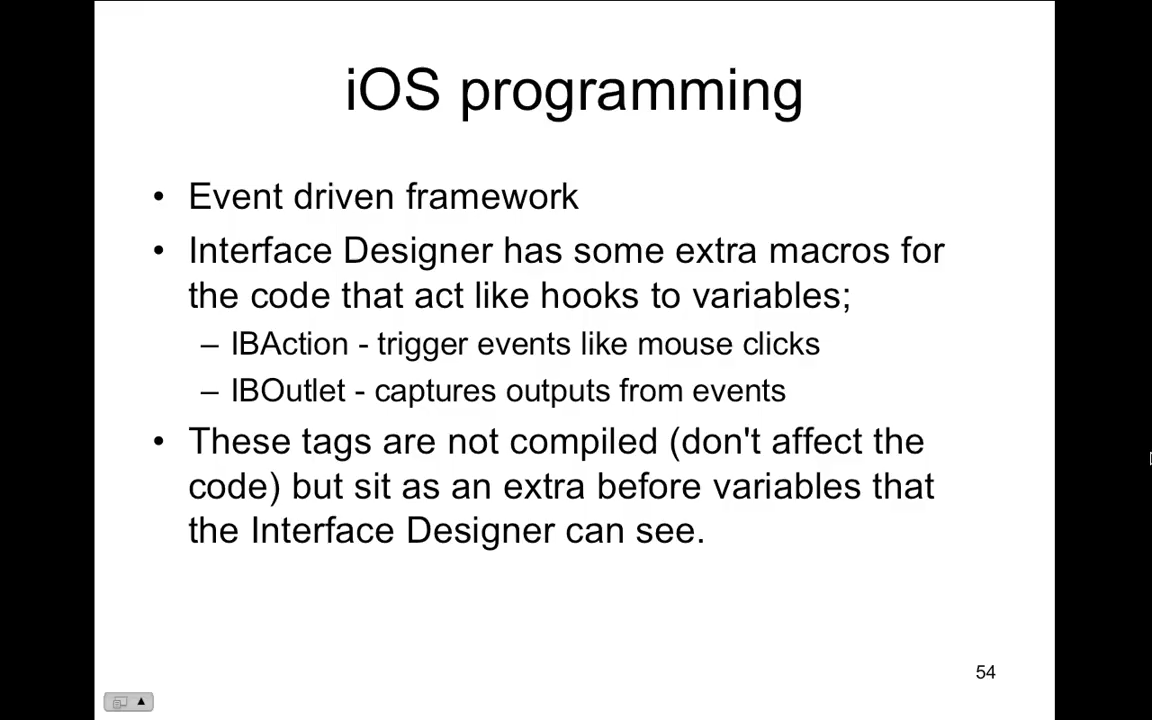 iOS programming
• Event driven framework
• Interface Designer has some extra macros for
the code that act like hooks to variables;
– IBAction - trigger events like mouse clicks
– IBOutlet - captures outputs from events
• These tags are not compiled (don't affect the
code) but sit as an extra before variables that
the Interface Designer can see.
54